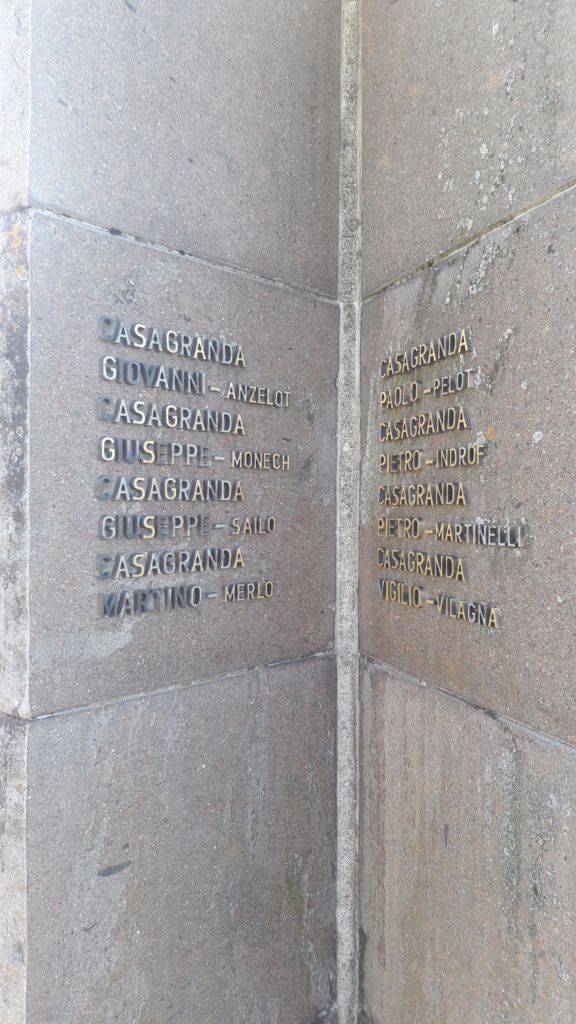 CASAGRANDA
GIOVANNI – ANZELOT
CASAGRANDA
GIUSEPPE – MONECH
CASAGRANDA
GIUSEPPE – SAILO
CASAGRANDA
MARTINO – MERLO
CASAGRANDA
PAOLO – PELOT
CASAGRANDA
PIETRO – INDROF
CASAGRANDA
PIETRO – MARTINELLI
CASAGRANDA
VIGILIO – VILAGNA